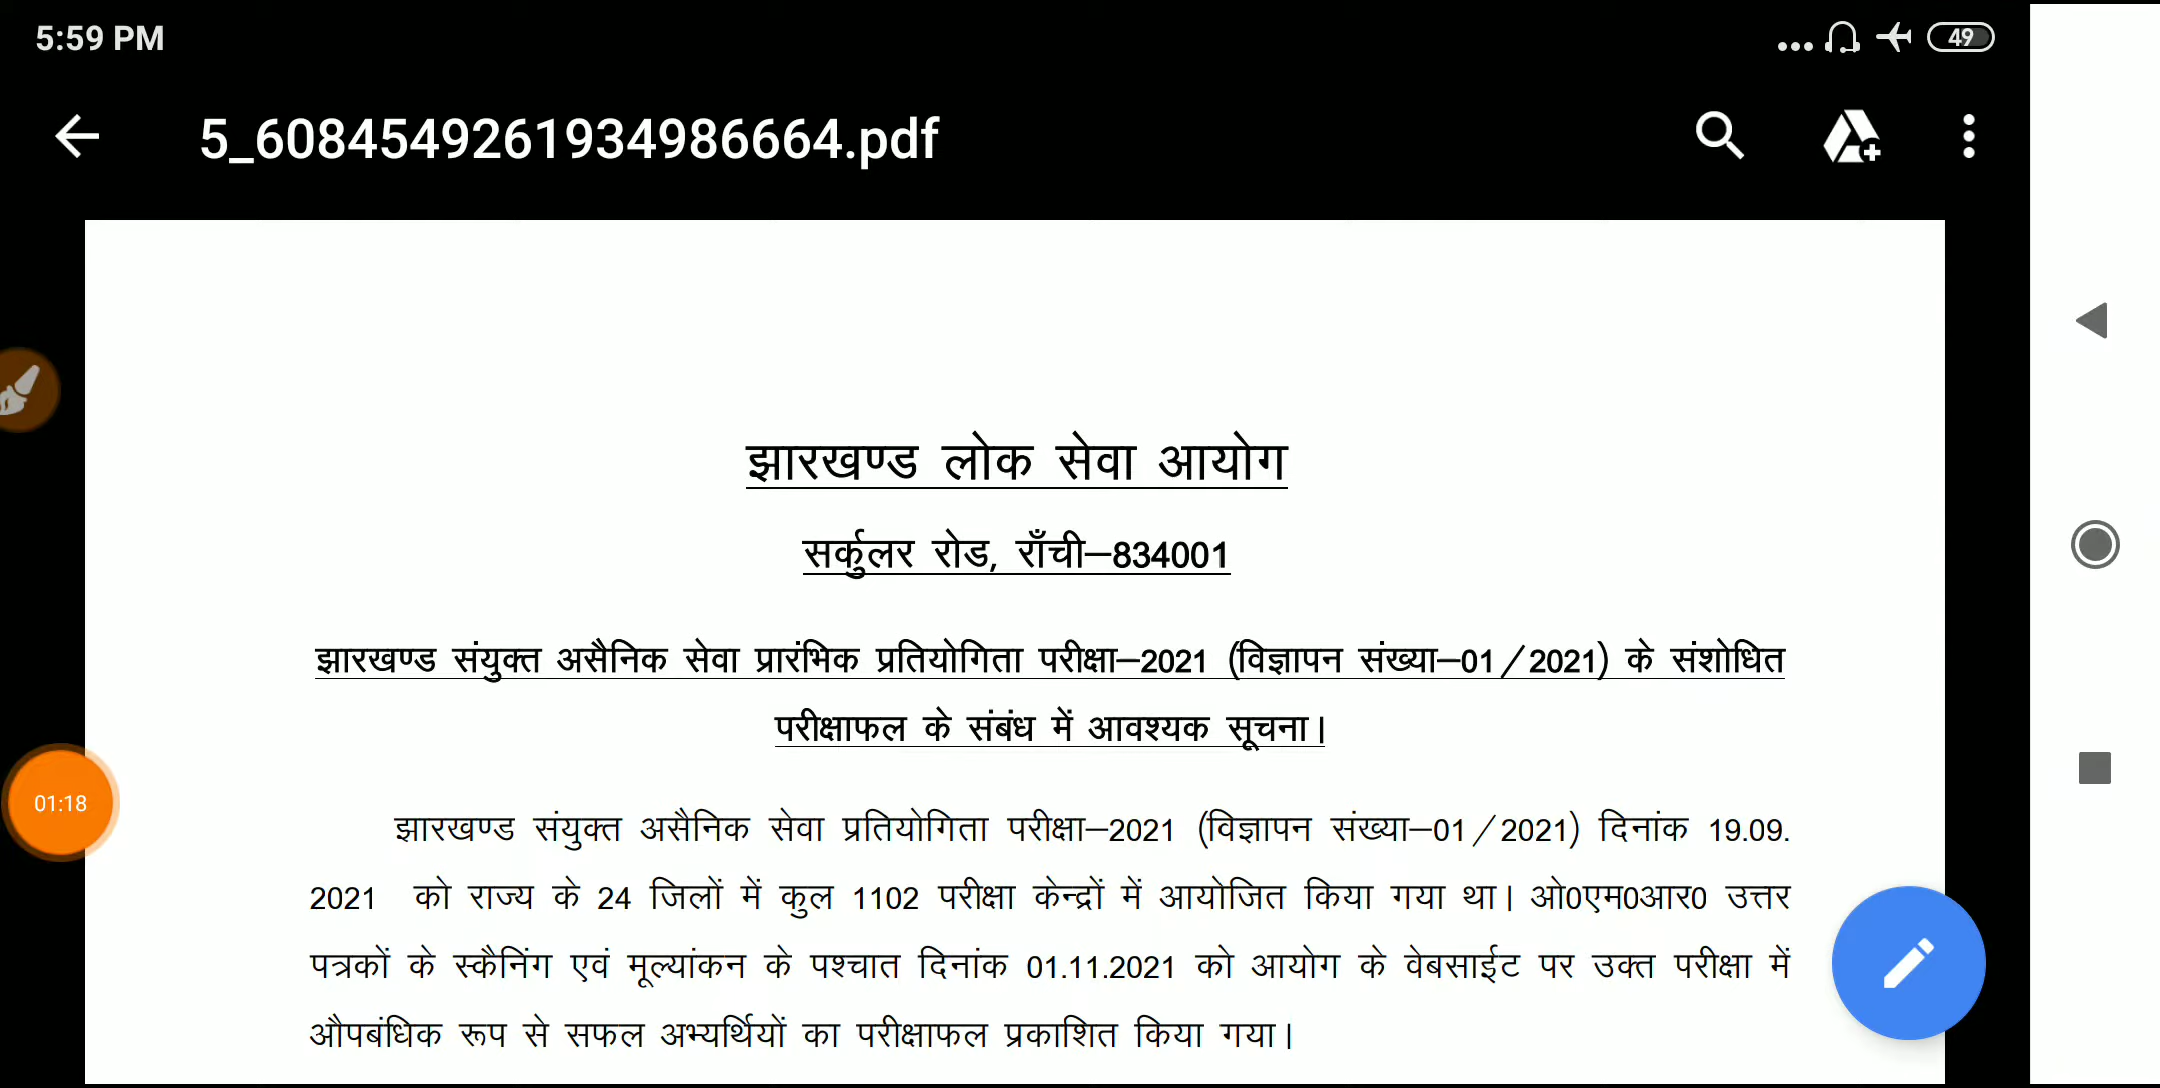 5:59 PM
49
5_6084549261934986664.pdf
झारखण्ड लोक सेवा आयोग
सर्कुलर रोड, राँची–834001
झारखण्ड संयुक्त असैनिक सेवा प्रारंभिक प्रतियोगिता परीक्षा–2021 (विज्ञापन संख्या–01/2021) के संशोधित
परीक्षाफल के संबंध में आवश्यक सूचना।
01:18
झारखण्ड संयुक्त असैनिक सेवा प्रतियोगिता परीक्षा–2021 (विज्ञापन संख्या–01/2021) दिनांक 19.09.
2021 को राज्य के 24 जिलों में कुल 1102 परीक्षा केन्द्रों में आयोजित किया गया था। ओ0एम0आर0 उत्तर
पत्रकों के स्कैनिंग एवं मूल्यांकन के पश्चात दिनांक 01.11.2021 को आयोग के वेबसाईट पर उक्त परीक्षा में
औपबंधिक रूप से सफल अभ्यर्थियों का परीक्षाफल प्रकाशित किया गया।